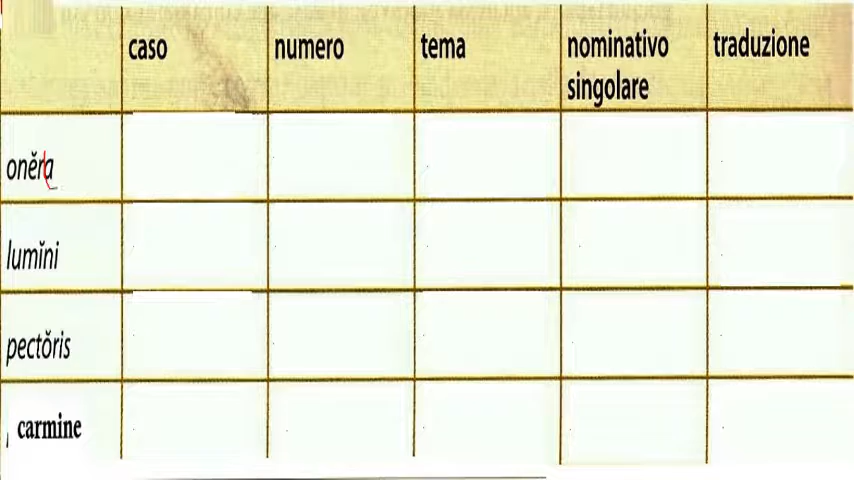 caso numero tema nominativo singolare traduzione
onĕra
lumĭni
pectŏris
carmine